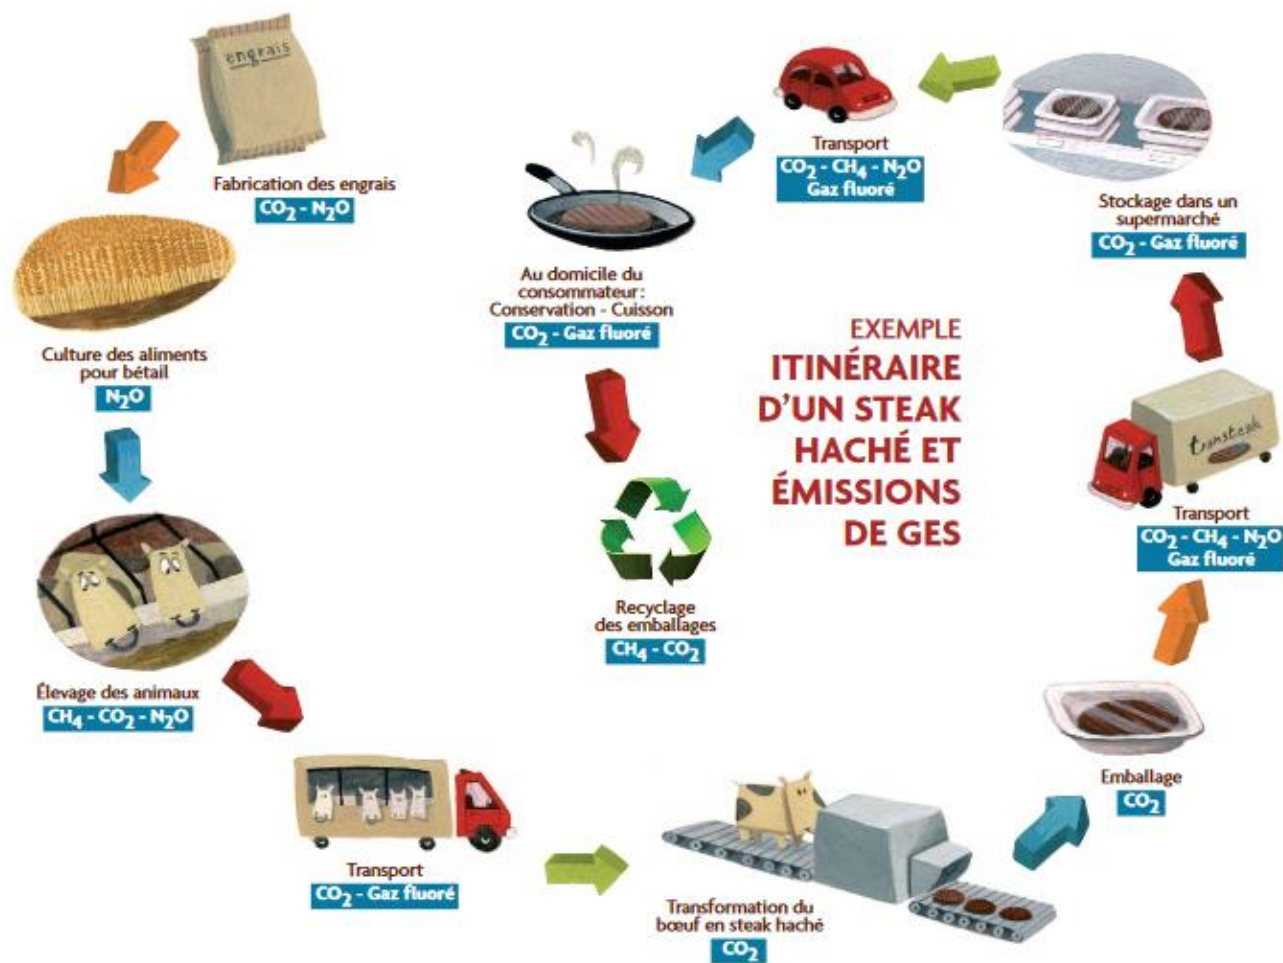 engrais
Fabrication des engrais
CO₂ - N₂O
Culture des aliments
pour bétail
N₂O
Élevage des animaux
CH₄ - CO₂ - N₂O
Transport
CO₂ - Gaz fluoré
Transformation du
bœuf en steak haché
CO₂
Emballage
CO₂
transteak
Transport
CO₂ - CH₄ - N₂O
Gaz fluoré
Stockage dans un
supermarché
CO₂ - Gaz fluoré
Transport
CO₂ - CH₄ - N₂O
Gaz fluoré
Au domicile du
consommateur :
Conservation - Cuisson
CO₂ - Gaz fluoré
Recyclage
des emballages
CH₄ - CO₂
EXEMPLE
ITINÉRAIRE
D'UN STEAK
HACHÉ ET
ÉMISSIONS
DE GES